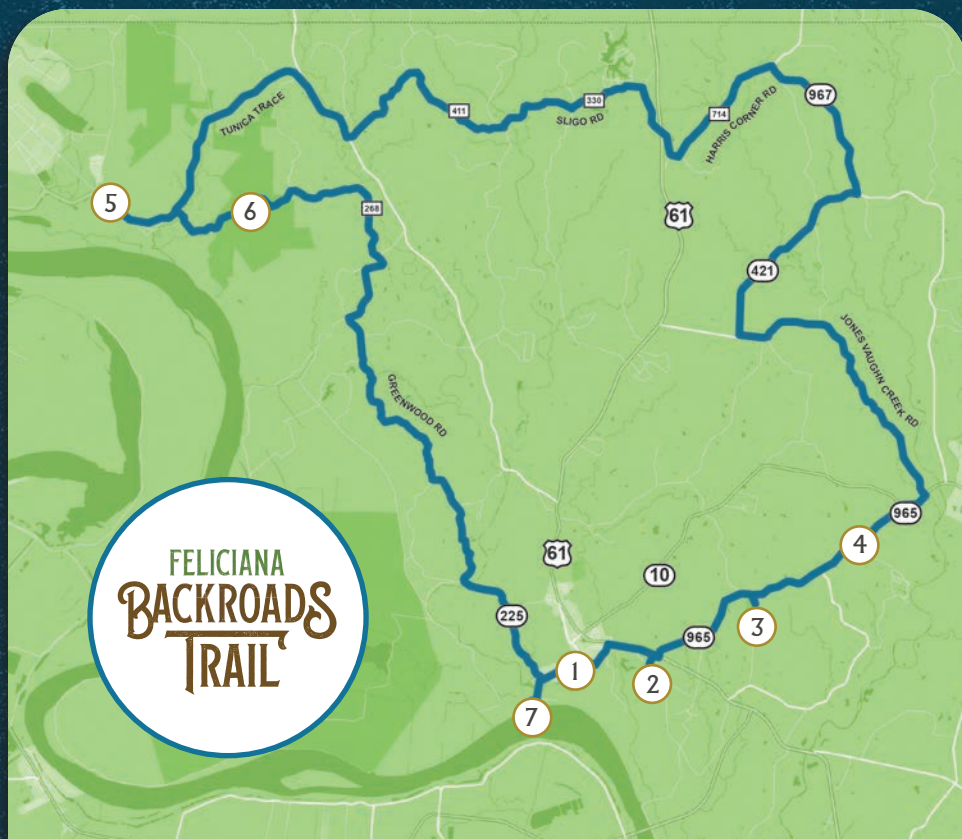 TUNICA TRACE
411
330
SLIGO RD
714
HARRIS CORNER RD
967
5
6
268
61
421
JONES VAUGHN CREEK RD
GREENWOOD RD
965
4
61
10
225
965
3
1
2
7
FELICIANA
BACKROADS
TRAIL